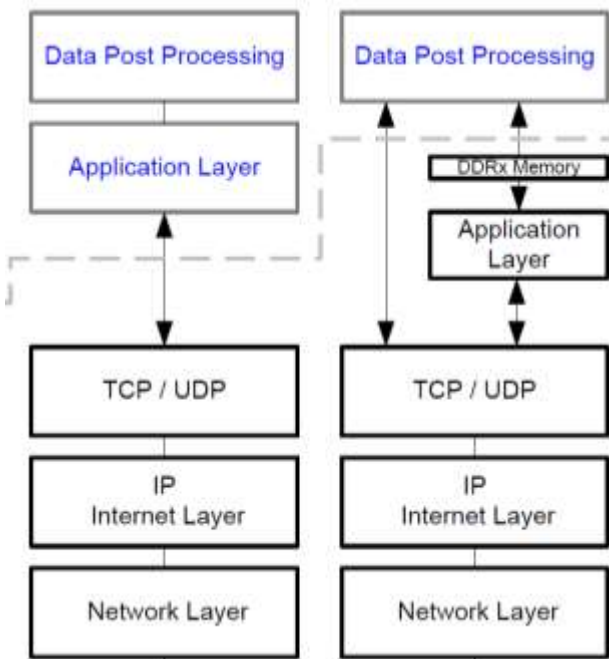 Data Post Processing
Application Layer
TCP / UDP
IP
Internet Layer
Network Layer
Data Post Processing
DDRx Memory
Application
Layer
TCP / UDP
IP
Internet Layer
Network Layer